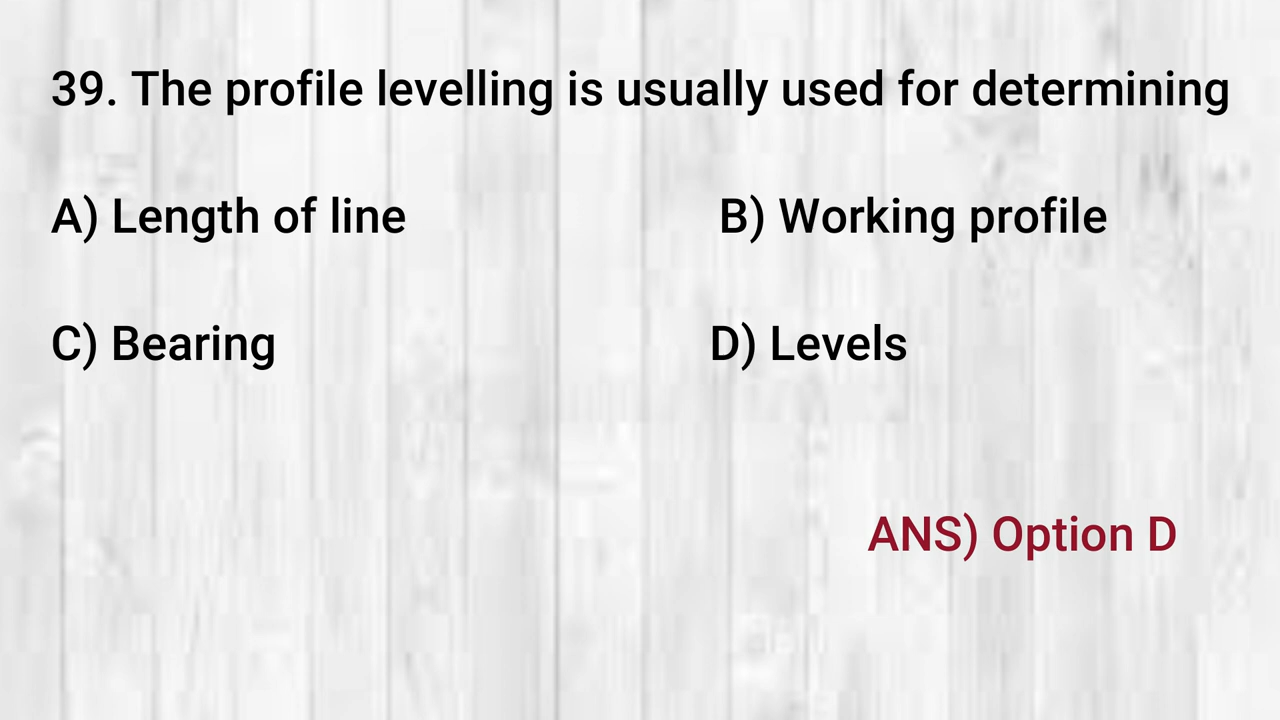 39. The profile levelling is usually used for determining
A) Length of line B) Working profile
C) Bearing D) Levels
ANS) Option D